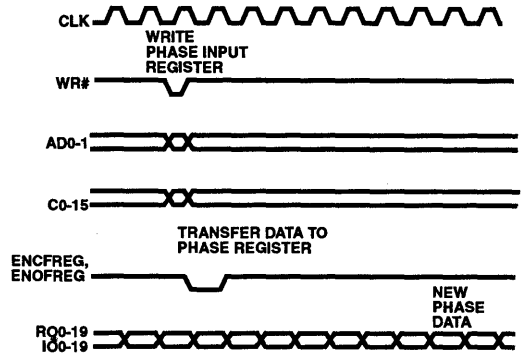 CLK
WRITE
PHASE INPUT
REGISTER
WR#
AD0-1
C0-15
TRANSFER DATA TO
PHASE REGISTER
ENCFREG,
ENOFREG
NEW
PHASE
DATA
RO0-19
IO0-19